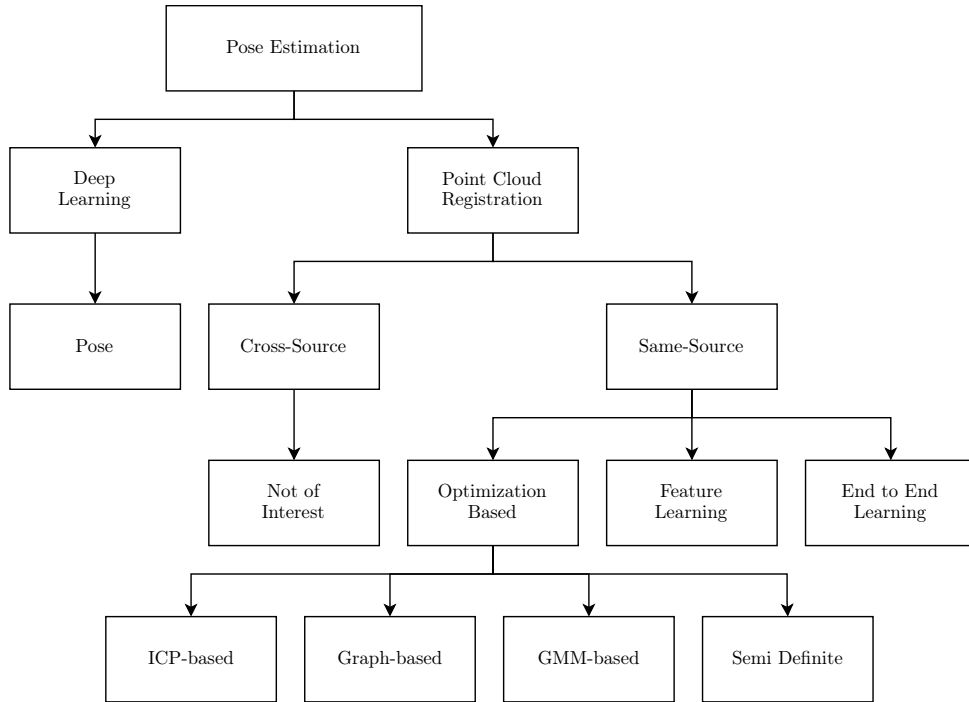 Pose Estimation
Deep
Learning
Point Cloud
Registration
Pose
Cross-Source
Same-Source
Not of
Interest
Optimization
Based
Feature
Learning
End to End
Learning
ICP-based
Graph-based
GMM-based
Semi Definite